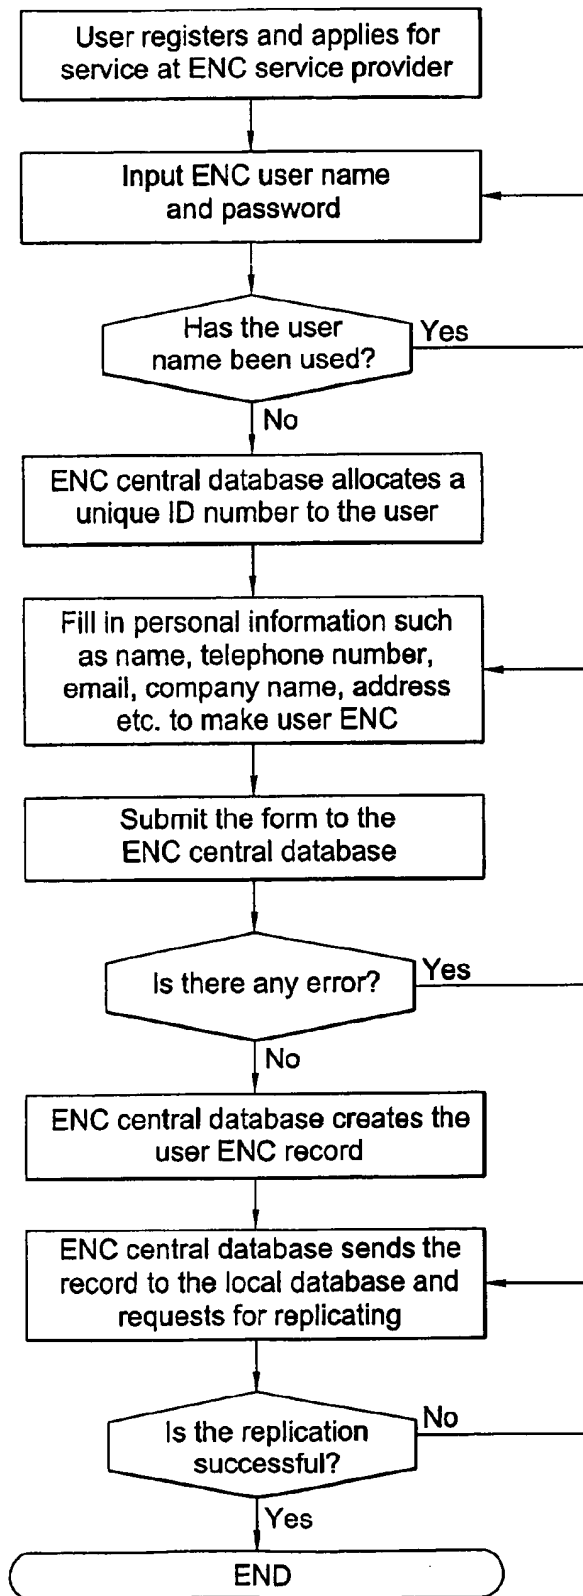 User registers and applies for
service at ENC service provider
Input ENC user name
and password
Has the user
name been used?
Yes
No
ENC central database allocates a
unique ID number to the user
Fill in personal information such
as name, telephone number,
email, company name, address
etc. to make user ENC
Submit the form to the
ENC central database
Is there any error?
Yes
No
ENC central database creates the
user ENC record
ENC central database sends the
record to the local database and
requests for replicating
Is the replication
successful?
No
Yes
END